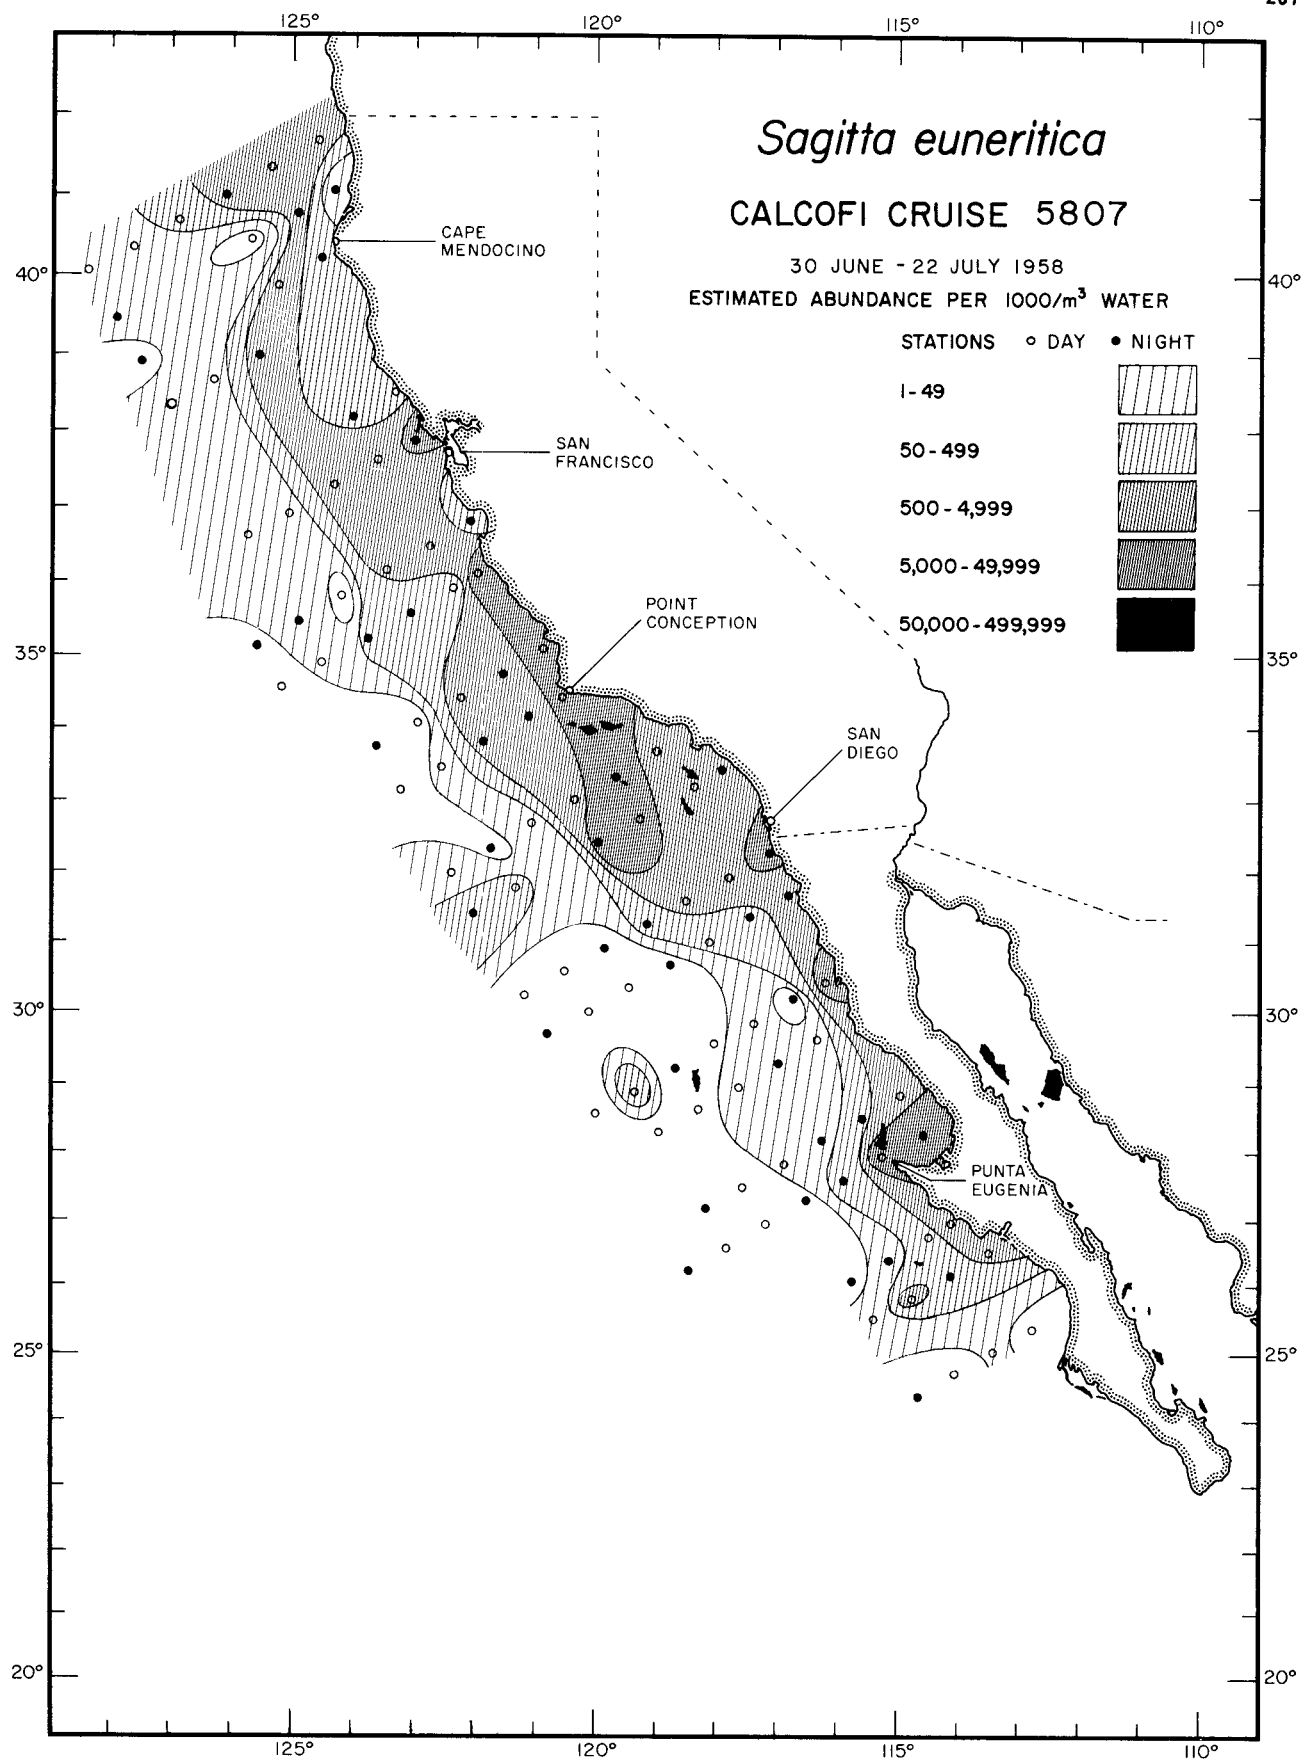 125° 120° 115° 110°
Sagitta euneritica
CALCOFI CRUISE 5807
30 JUNE - 22 JULY 1958
ESTIMATED ABUNDANCE PER 1000/m³ WATER
STATIONS ○ DAY ● NIGHT
1-49
50-499
500-4,999
5,000-49,999
50,000-499,999
CAPE
MENDOCINO
40° 40°
SAN
FRANCISCO
POINT
CONCEPTION
35° 35°
SAN
DIEGO
30° 30°
PUNTA
EUGENIA
25° 25°
20° 20°
125° 120° 115° 110°